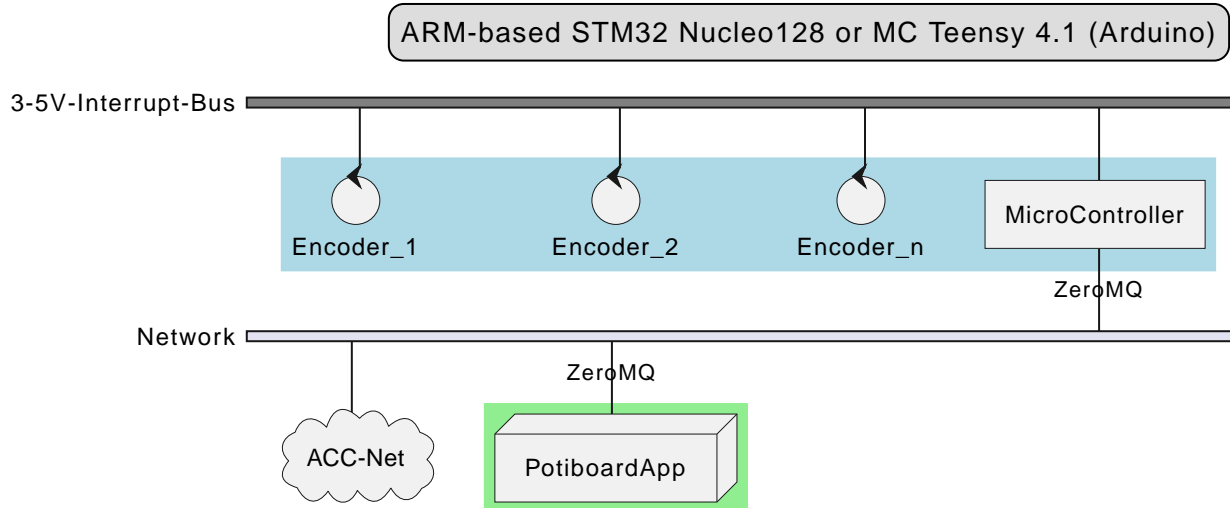 ARM-based STM32 Nucleo128 or MC Teensy 4.1 (Arduino)
3-5V-Interrupt-Bus
Encoder_1
Encoder_2
Encoder_n
MicroController
ZeroMQ
Network
ZeroMQ
ACC-Net
PotiboardApp